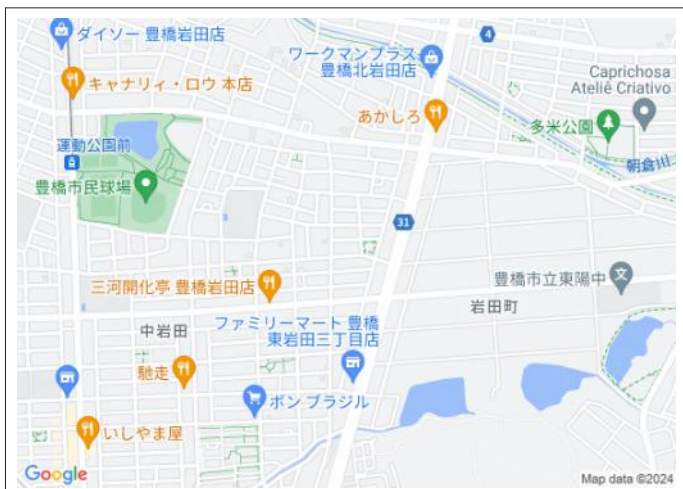 ダイソー 豊橋岩田店
4
ワークマンプラス
豊橋北岩田店
キャナリィ・ロウ 本店
Caprichosa
Ateliê Criativo
あかしろ
多米公園
運動公園前
朝倉川
豊橋市民球場
31
三河開化亭 豊橋岩田店
豊橋市立東陽中
文
岩田町
中岩田
ファミリーマート 豊橋
東岩田三丁目店
馳走
ボン ブラジル
いしやま屋
Google
Map data ©2024